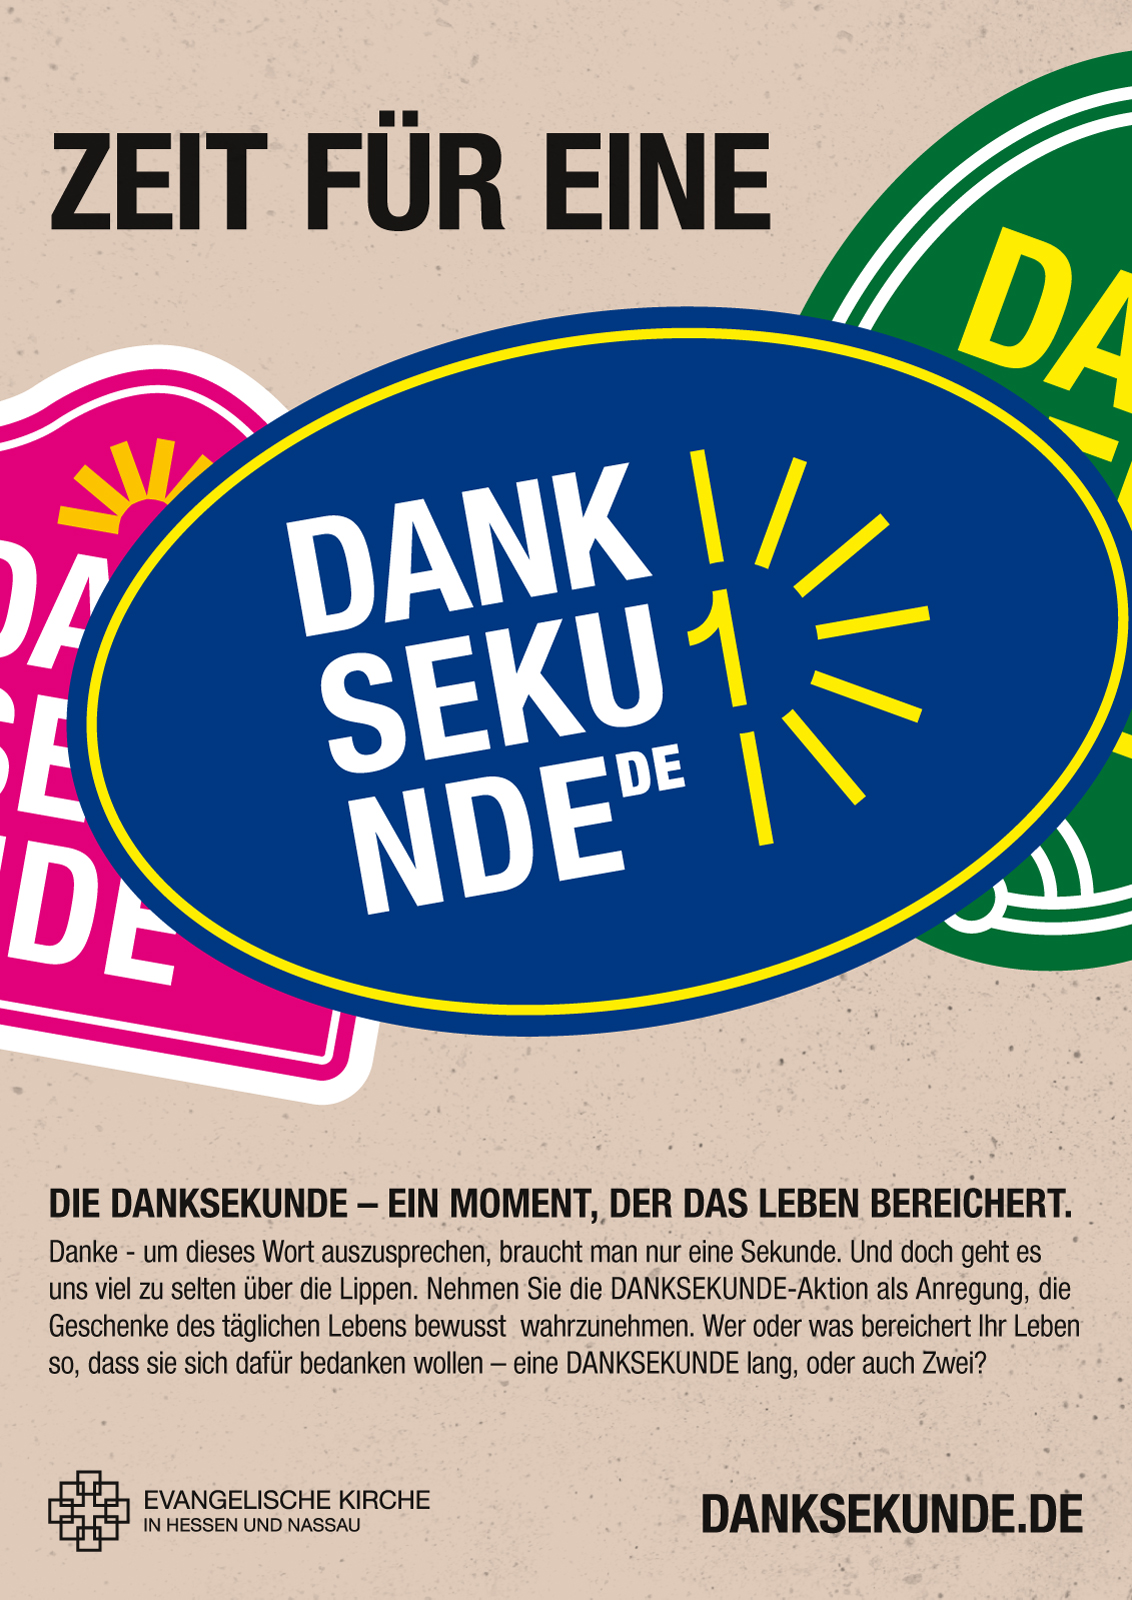 ZEIT FÜR EINE
DA
DA
SE
DE
DANK
SEKU
NDE DE
1
DIE DANKSEKUNDE – EIN MOMENT, DER DAS LEBEN BEREICHERT.
Danke - um dieses Wort auszusprechen, braucht man nur eine Sekunde. Und doch geht es
uns viel zu selten über die Lippen. Nehmen Sie die DANKSEKUNDE-Aktion als Anregung, die
Geschenke des täglichen Lebens bewusst wahrzunehmen. Wer oder was bereichert Ihr Leben
so, dass sie sich dafür bedanken wollen – eine DANKSEKUNDE lang, oder auch Zwei?
EVANGELISCHE KIRCHE
IN HESSEN UND NASSAU
DANKSEKUNDE.DE